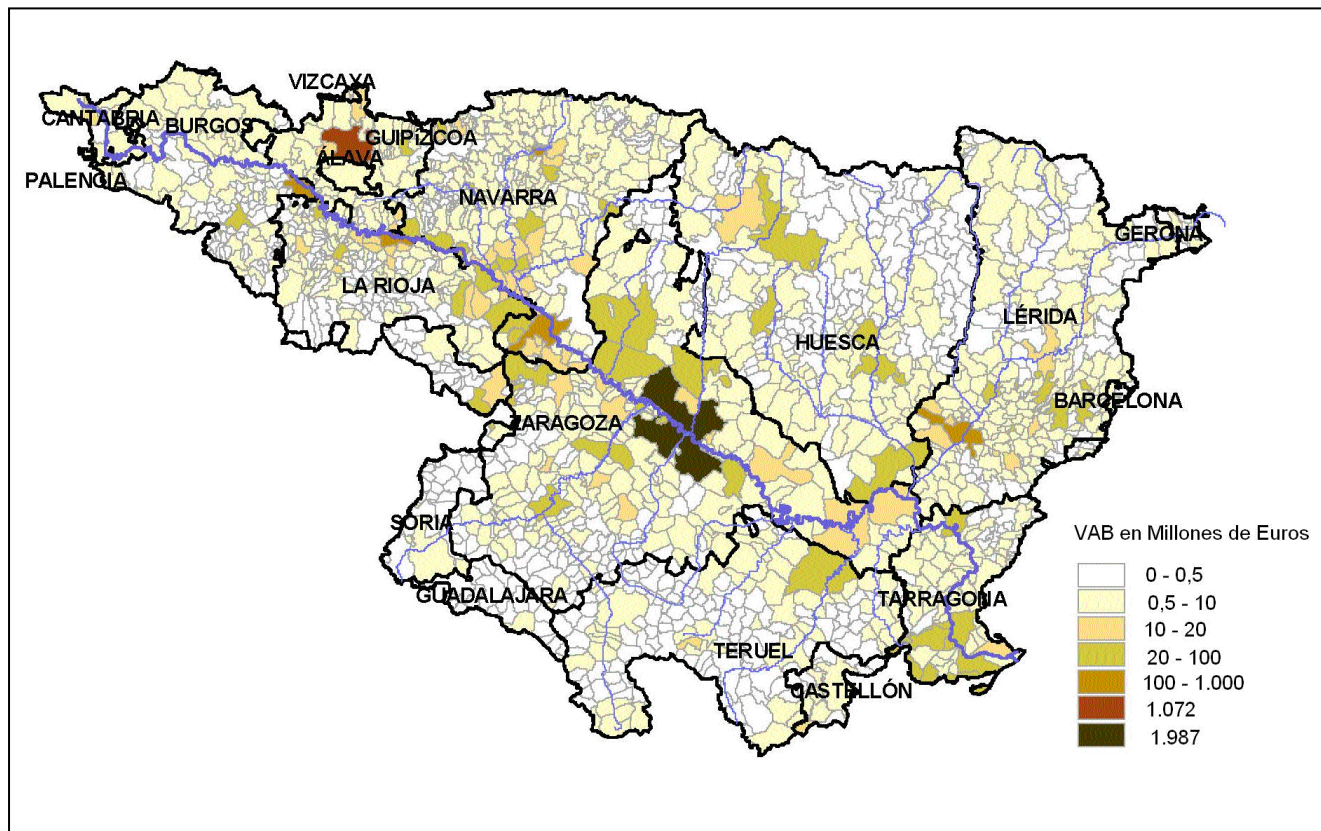 VIZCAXA
CANTABRIA
BURGOS
GUIPÍZCOA
ÁLAVA
PALENCIA
NAVARRA
GERONA
LA RIOJA
LÉRIDA
HUESCA
BARCELONA
ZARAGOZA
SORIA
VAB en Millones de Euros
0 - 0,5
GUADALAJARA
TARRAGONA
0,5 - 10
10 - 20
TERUEL
20 - 100
CASTELLÓN
100 - 1.000
1.072
1.987